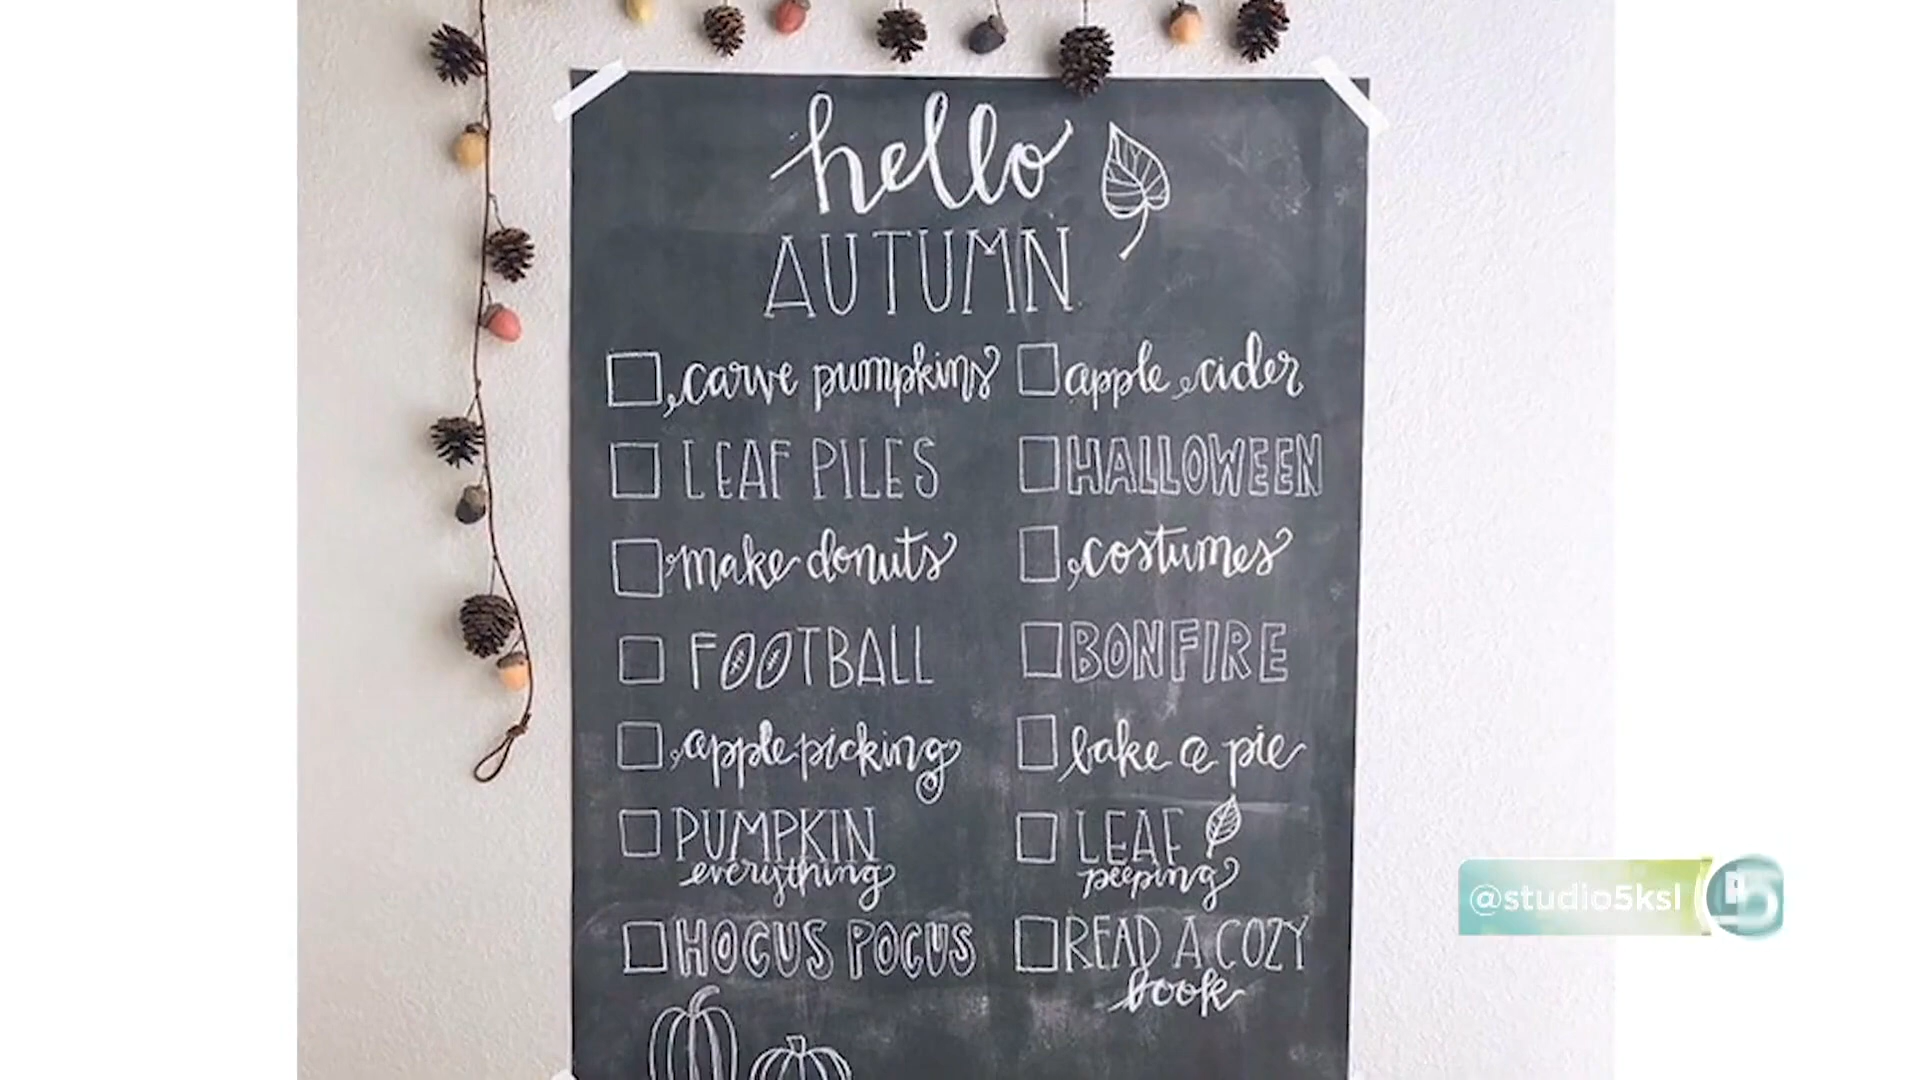 hello
AUTUMN
carve pumpkins
apple cider
LEAF PILES
HALLOWEEN
make donuts
costumes
FOOTBALL
BONFIRE
apple picking
bake a pie
PUMPKIN
everything
LEAF
peeping
HOCUS POCUS
READ A COZY
book
@studio5ksl
5